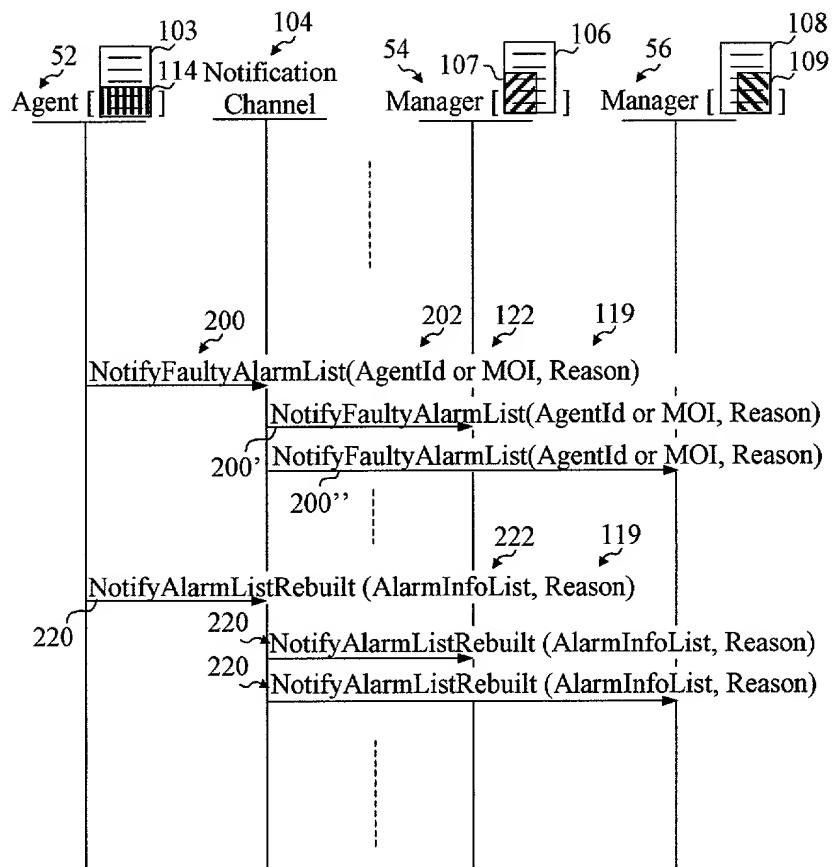 103
104
106
108
52
114
Notification
54
107
56
109
Agent [ ]
Channel
Manager [ ]
Manager [ ]
200
202
122
119
NotifyFaultyAlarmList(AgentId or MOI, Reason)
NotifyFaultyAlarmList(AgentId or MOI, Reason)
200'
NotifyFaultyAlarmList(AgentId or MOI, Reason)
200''
222
119
NotifyAlarmListRebuilt (AlarmInfoList, Reason)
220
220
NotifyAlarmListRebuilt (AlarmInfoList, Reason)
220
NotifyAlarmListRebuilt (AlarmInfoList, Reason)